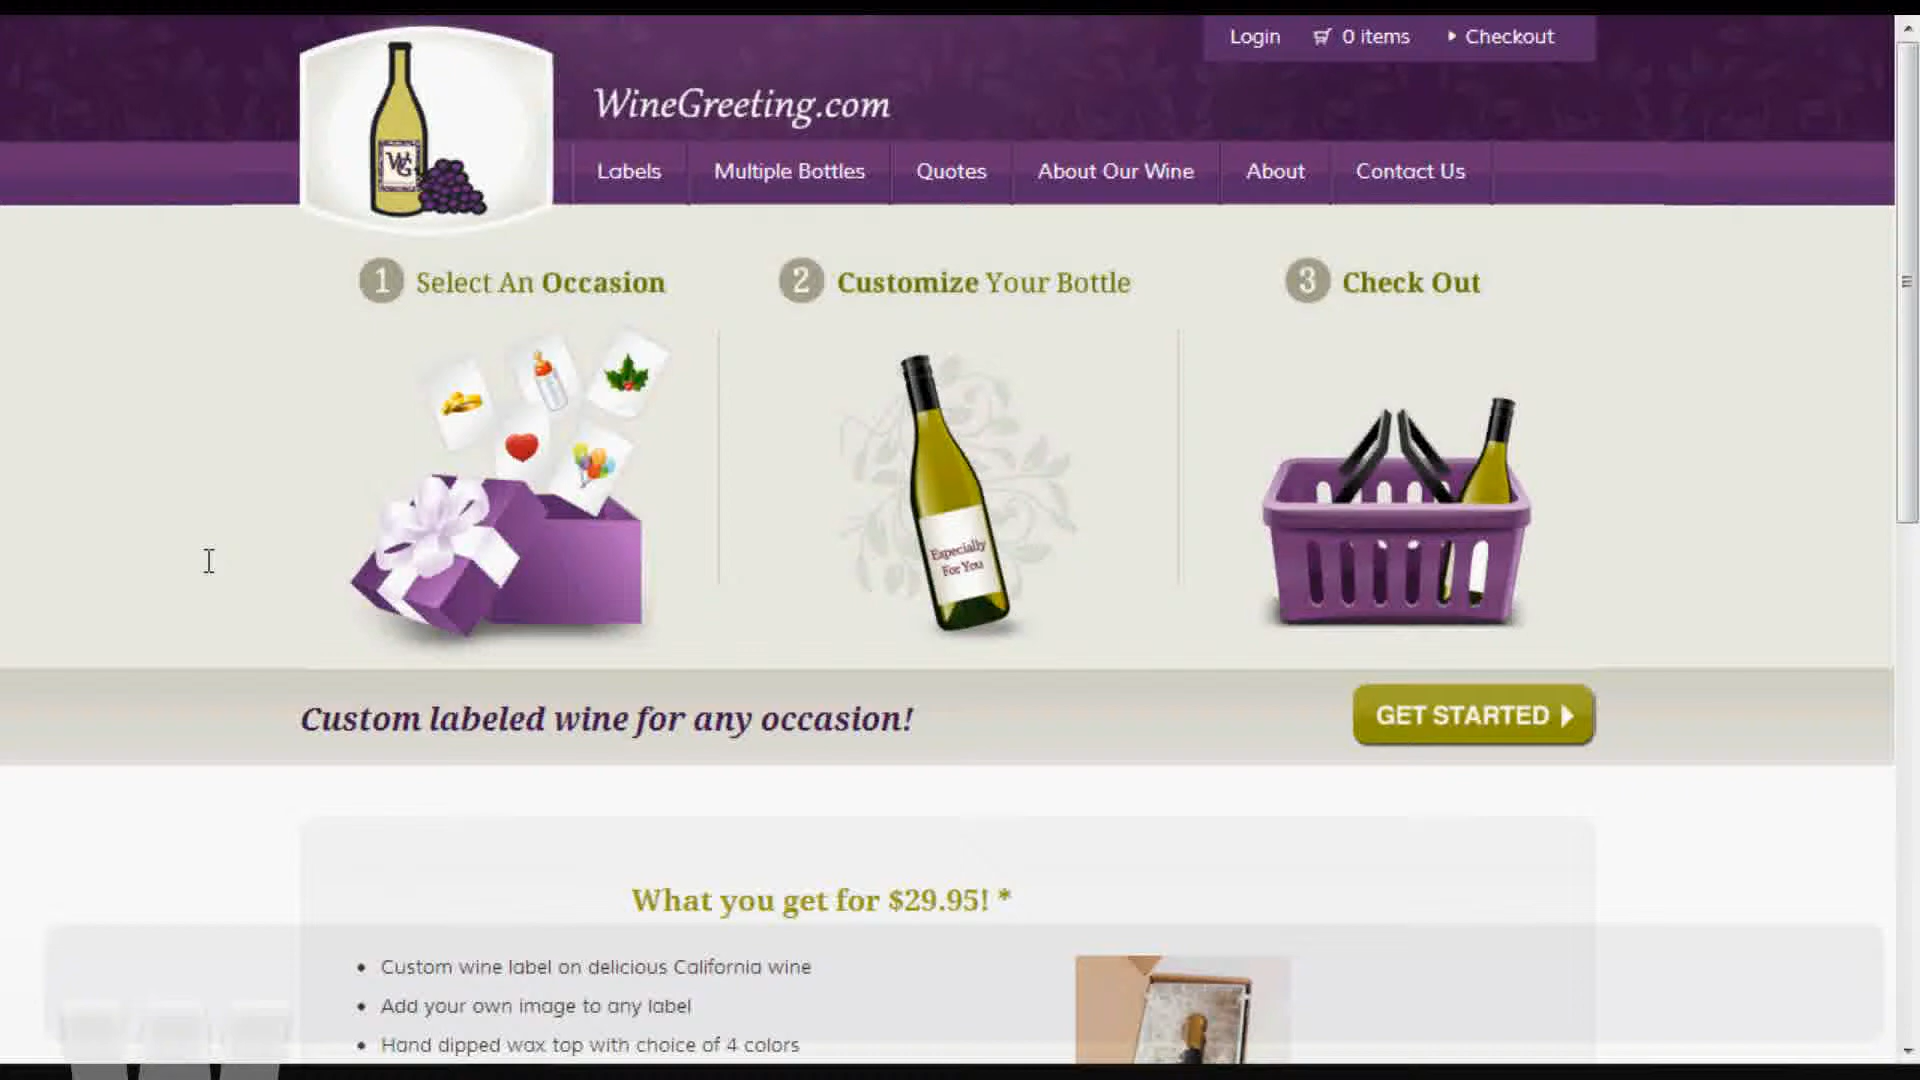 Login 0 items Checkout
WineGreeting.com
WG
Labels Multiple Bottles Quotes About Our Wine About Contact Us
1 Select An Occasion
2 Customize Your Bottle
3 Check Out
Especially
For You
Custom labeled wine for any occasion!
GET STARTED
What you get for $29.95! *
• Custom wine label on delicious California wine
• Add your own image to any label
• Hand dipped wax top with choice of 4 colors